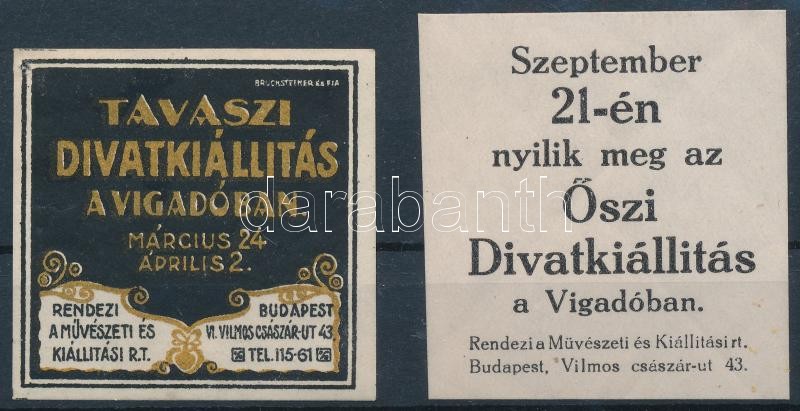 BRUCHSTEINER ÉS FIA
TAVASZI
DIVATKIÁLLITÁS
A VIGADÓBAN.
MÁRCIUS 24
ÁPRILIS 2.
RENDEZI
A MŰVÉSZETI ÉS
KIÁLLITÁSI R.T.
BUDAPEST
VI. VILMOS CSÁSZÁR-UT 43.
TEL. 115-61
Szeptember
21-én
nyilik meg az
Őszi
Divatkiállitás
a Vigadóban.
Rendezi a Müvészeti és Kiállitási rt.
Budapest, Vilmos császár-ut 43.
darabanth